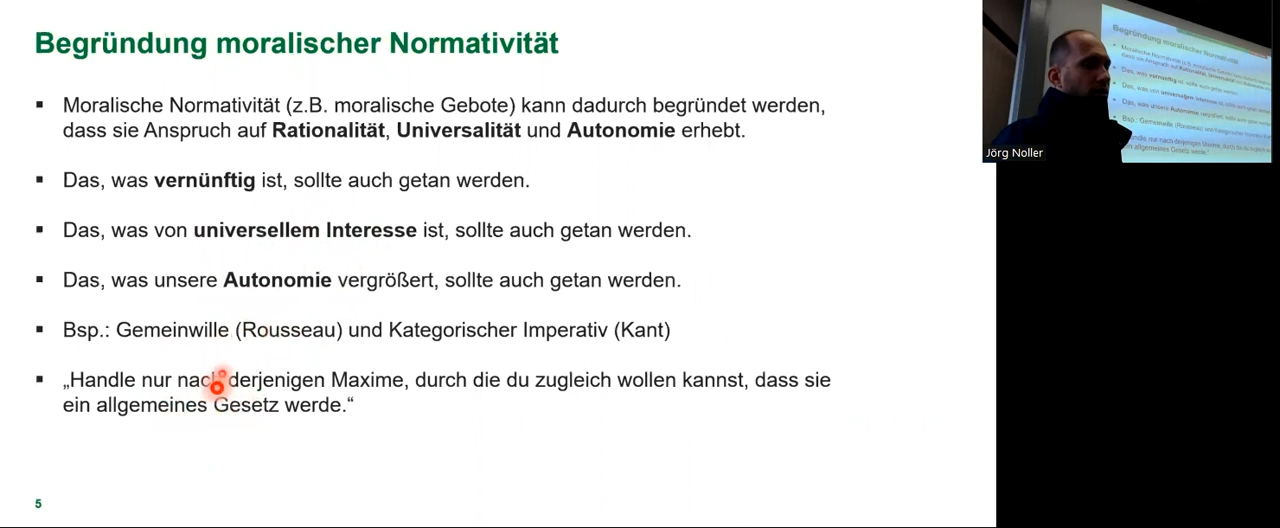 Begründung moralischer Normativität
▪ Moralische Normativität (z.B. moralische Gebote) kann dadurch begründet werden,
dass sie Anspruch auf Rationalität, Universalität und Autonomie erhebt.
▪ Das, was vernünftig ist, sollte auch getan werden.
▪ Das, was von universellem Interesse ist, sollte auch getan werden.
▪ Das, was unsere Autonomie vergrößert, sollte auch getan werden.
▪ Bsp.: Gemeinwille (Rousseau) und Kategorischer Imperativ (Kant)
▪ „Handle nur nach derjenigen Maxime, durch die du zugleich wollen kannst, dass sie
ein allgemeines Gesetz werde.“
5
Begründung moralischer Normativität
Jörg Noller